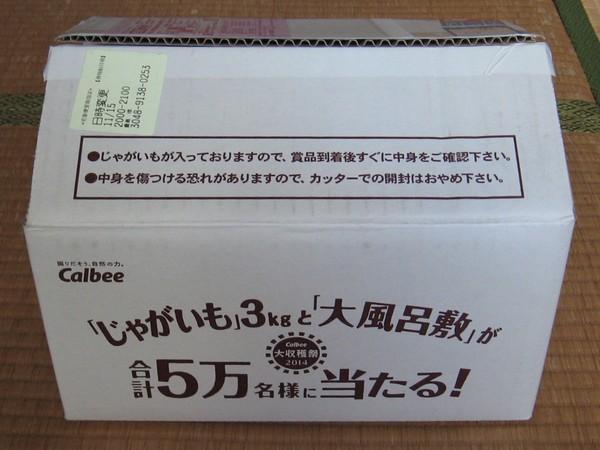 日時変更
11/15
2000-2100
3048-9138-0253
●じゃがいもが入っておりますので、賞品到着後すぐに中身をご確認下さい。
●中身を傷つける恐れがありますので、カッターでの開封はおやめ下さい。
掘りだそう、自然の力。
Calbee
「じゃがいも」3kgと「大風呂敷」が
Calbee
大収穫祭
2014
合計5万名様に当たる!